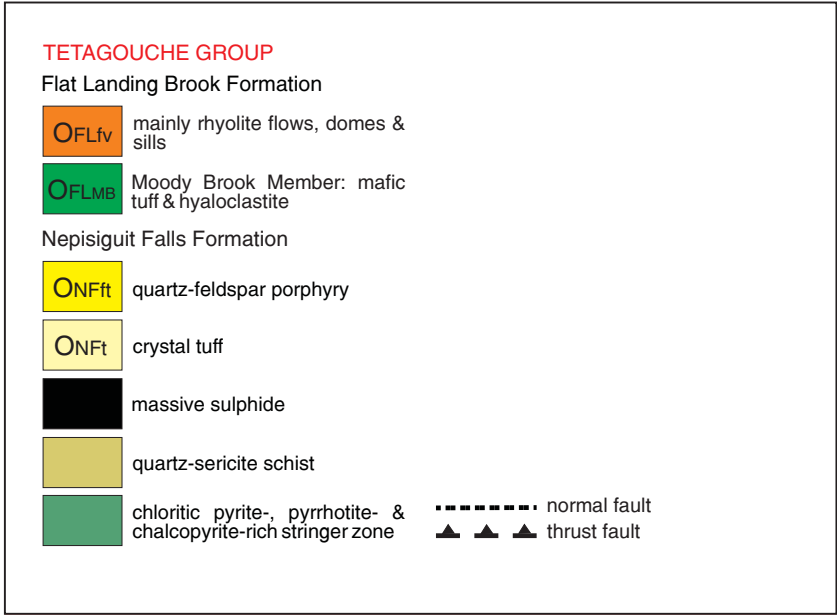 TETAGOUCHE GROUP
Flat Landing Brook Formation
OFLfv
mainly rhyolite flows, domes &
sills
OFLMB
Moody Brook Member: mafic
tuff & hyaloclastite
Nepisiguit Falls Formation
ONFft
quartz-feldspar porphyry
ONFt
crystal tuff
massive sulphide
quartz-sericite schist
chloritic pyrite-, pyrrhotite- &
chalcopyrite-rich stringer zone
normal fault
thrust fault